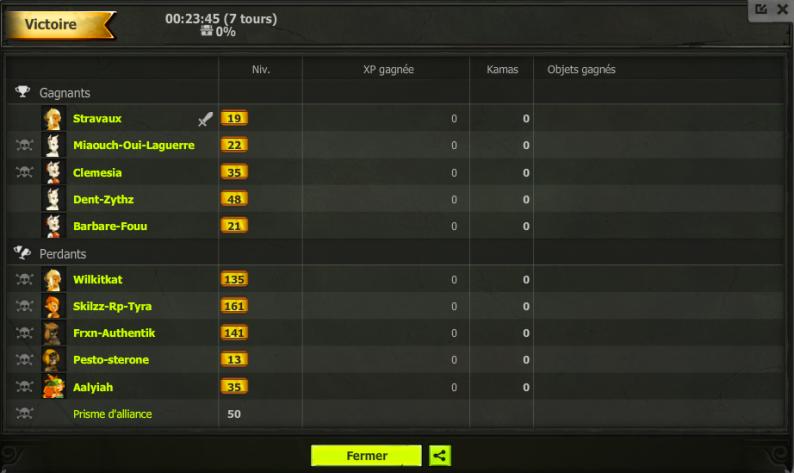 Victoire
00:23:45 (7 tours)
0%
Niv. XP gagnée Kamas Objets gagnés
Gagnants
Stravaux 19 0 0
Miaouch-Oui-Laguerre 22 0 0
Clemesia 35 0 0
Dent-Zythz 48 0 0
Barbare-Fouu 21 0 0
Perdants
Wilkitkat 135 0 0
Skilzz-Rp-Tyra 161 0 0
Frxn-Authentik 141 0 0
Pesto-sterone 13 0 0
Aalyiah 35 0 0
Prisme d'alliance 50
Fermer